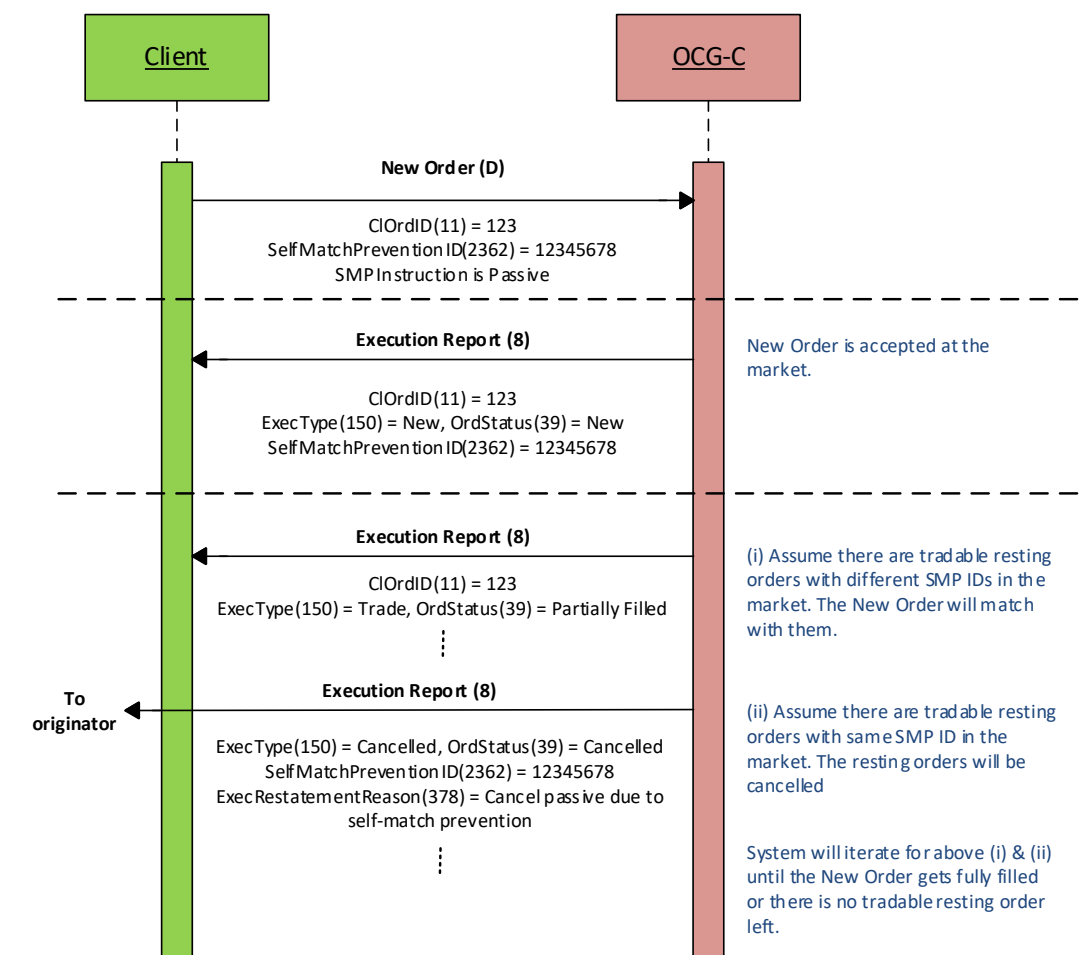 Client
OCG-C
New Order (D)
ClOrdID(11) = 123
SelfMatchPreventionID(2362) = 12345678
SMP Instruction is Passive
Execution Report (8)
New Order is accepted at the
market.
ClOrdID(11) = 123
ExecType(150) = New, OrdStatus(39) = New
SelfMatchPreventionID(2362) = 12345678
Execution Report (8)
(i) Assume there are tradable resting
orders with different SMP IDs in the
market. The New Order will match
with them.
ClOrdID(11) = 123
ExecType(150) = Trade, OrdStatus(39) = Partially Filled
To
originator
Execution Report (8)
(ii) Assume there are tradable resting
orders with same SMP ID in the
market. The resting orders will be
cancelled
ExecType(150) = Cancelled, OrdStatus(39) = Cancelled
SelfMatchPreventionID(2362) = 12345678
ExecRestatementReason(378) = Cancel passive due to
self-match prevention
System will iterate for above (i) & (ii)
until the New Order gets fully filled
or there is no tradable resting order
left.